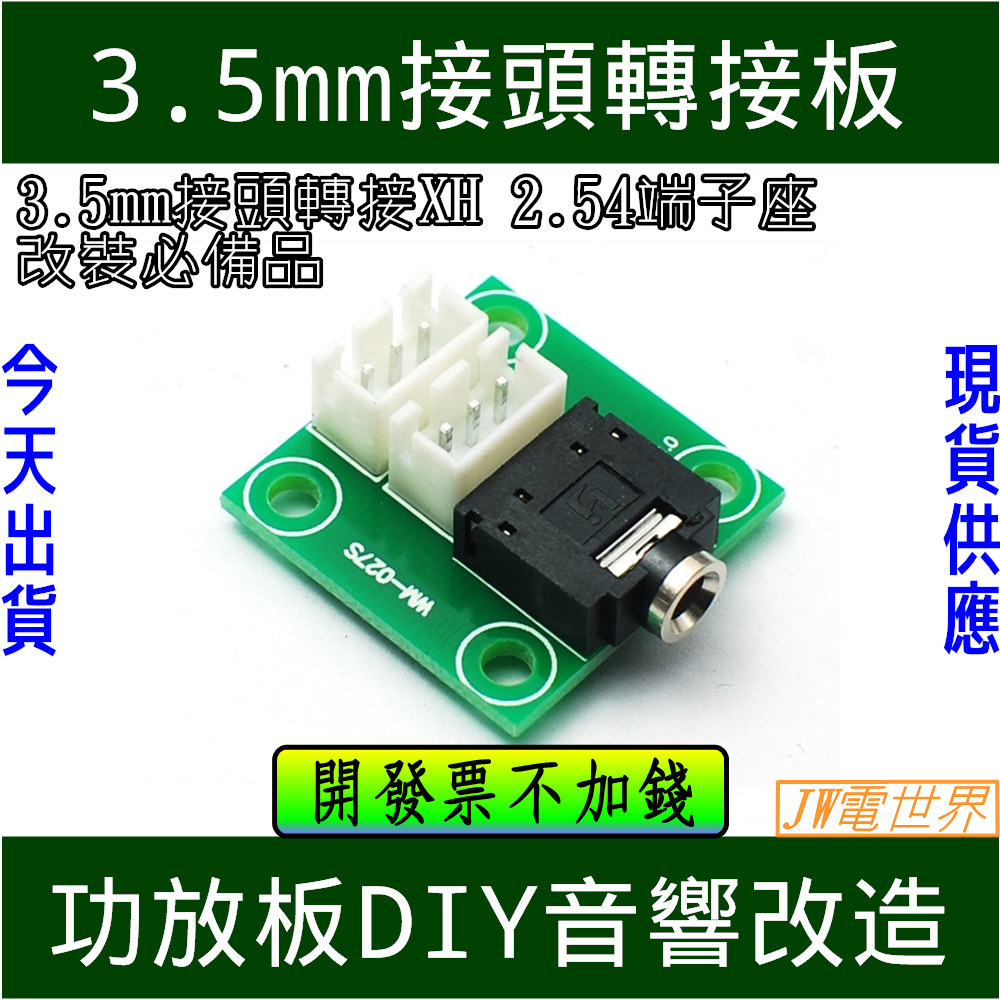 3.5mm接頭轉接板
3.5mm接頭轉接XH 2.54端子座
改裝必備品
今天出貨
現貨供應
WM-027S
開發票不加錢
JW電世界
功放板DIY音響改造